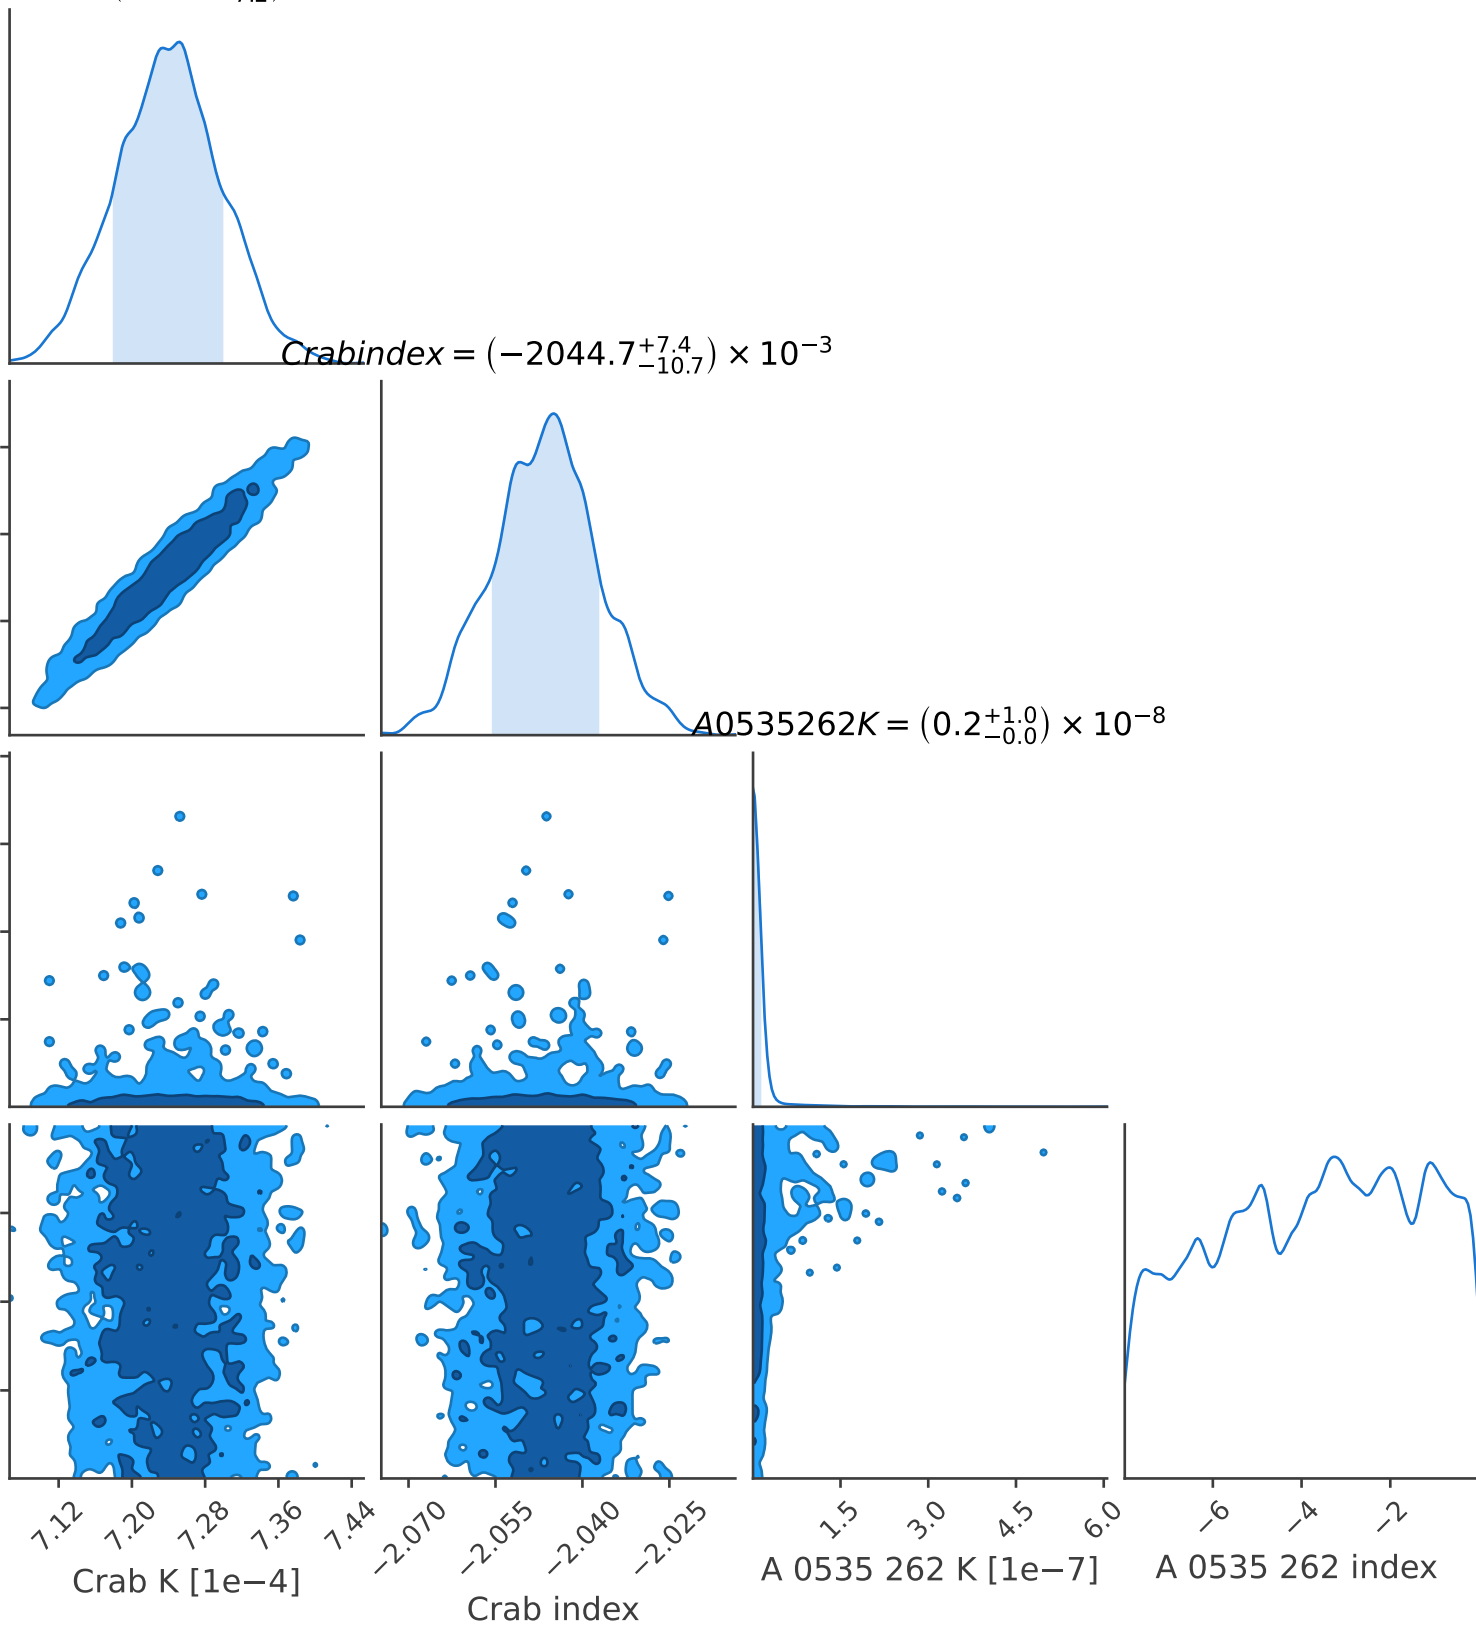 Crabindex = (−2044.7 +7.4 −10.7) × 10−3
A0535262K = (0.2 +1.0 −0.0) × 10−8
7.12 7.20 7.28 7.36 7.44 −2.070 −2.055 −2.040 −2.025 1.5 3.0 4.5 6.0 −6 −4 −2
Crab K [1e−4] Crab index A 0535 262 K [1e−7] A 0535 262 index